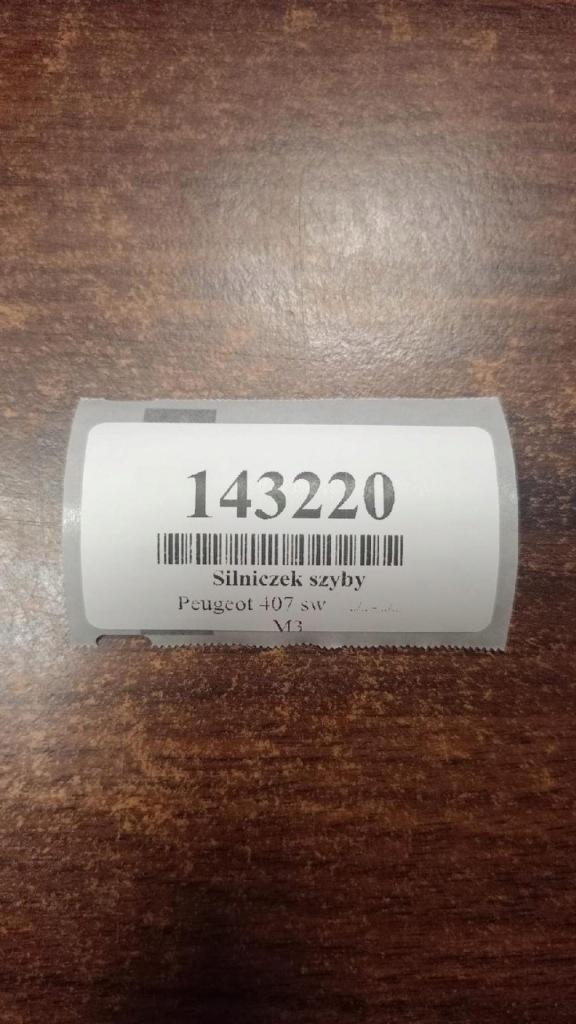 143220
Silniczek szyby
Peugeot 407 sw
M3